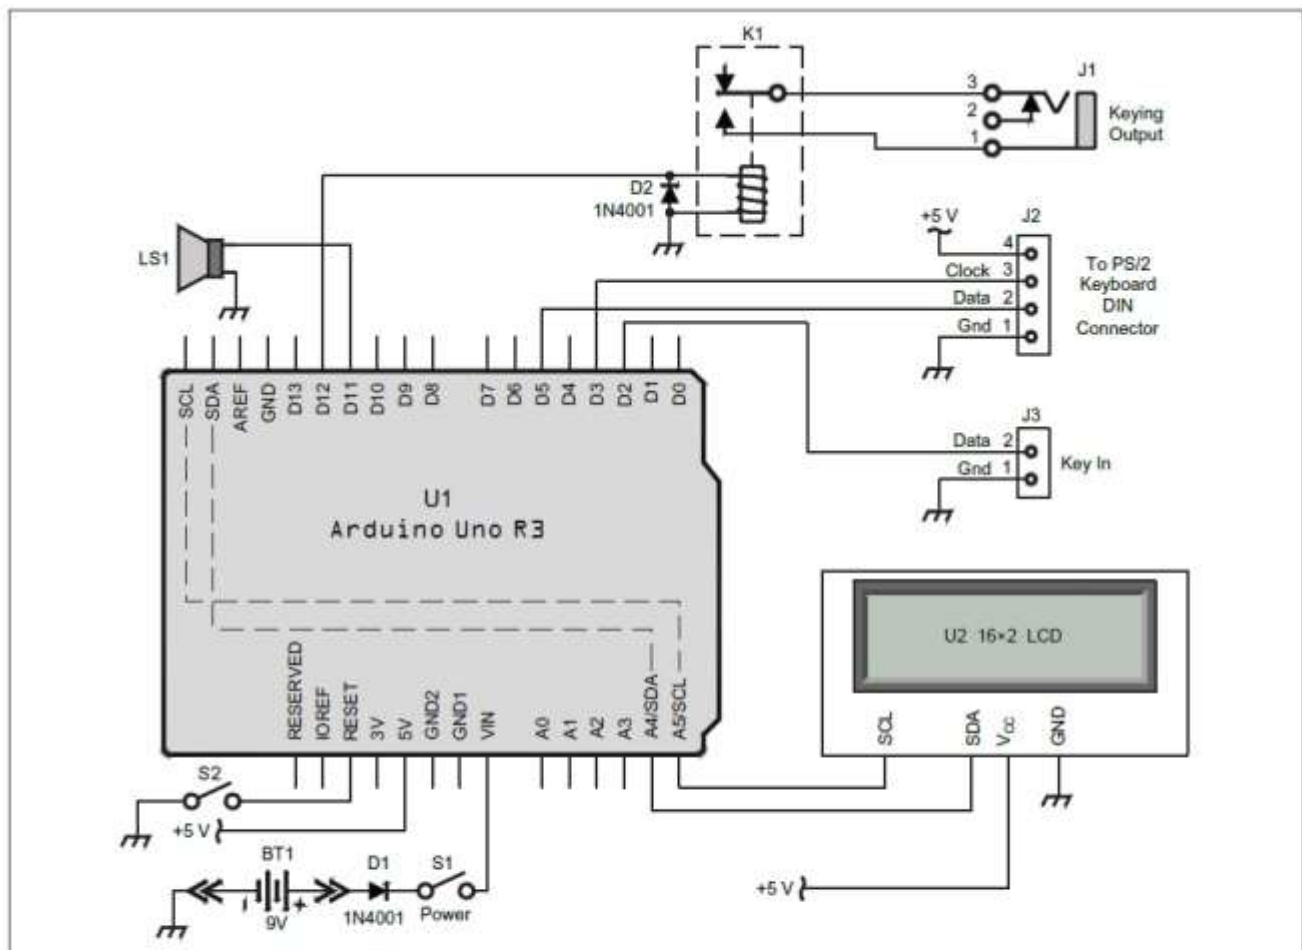 K1
J1
3
2
1
Keying
Output
D2
1N4001
LS1
+5 V
J2
4
Clock 3
Data 2
Gnd 1
To PS/2
Keyboard
DIN
Connector
SCL
SDA
AREF
GND
D13
D12
D11
D10
D9
D8
D7
D6
D5
D4
D3
D2
D1
D0
J3
Data 2
Gnd 1
Key In
U1
Arduino Uno R3
U2 16×2 LCD
RESERVED
IOREF
RESET
3V
5V
GND2
GND1
VIN
A0
A1
A2
A3
A4/SDA
A5/SCL
SCL
SDA
VCC
GND
S2
+5 V
BT1
- +
9V
D1
1N4001
S1
Power
+5 V